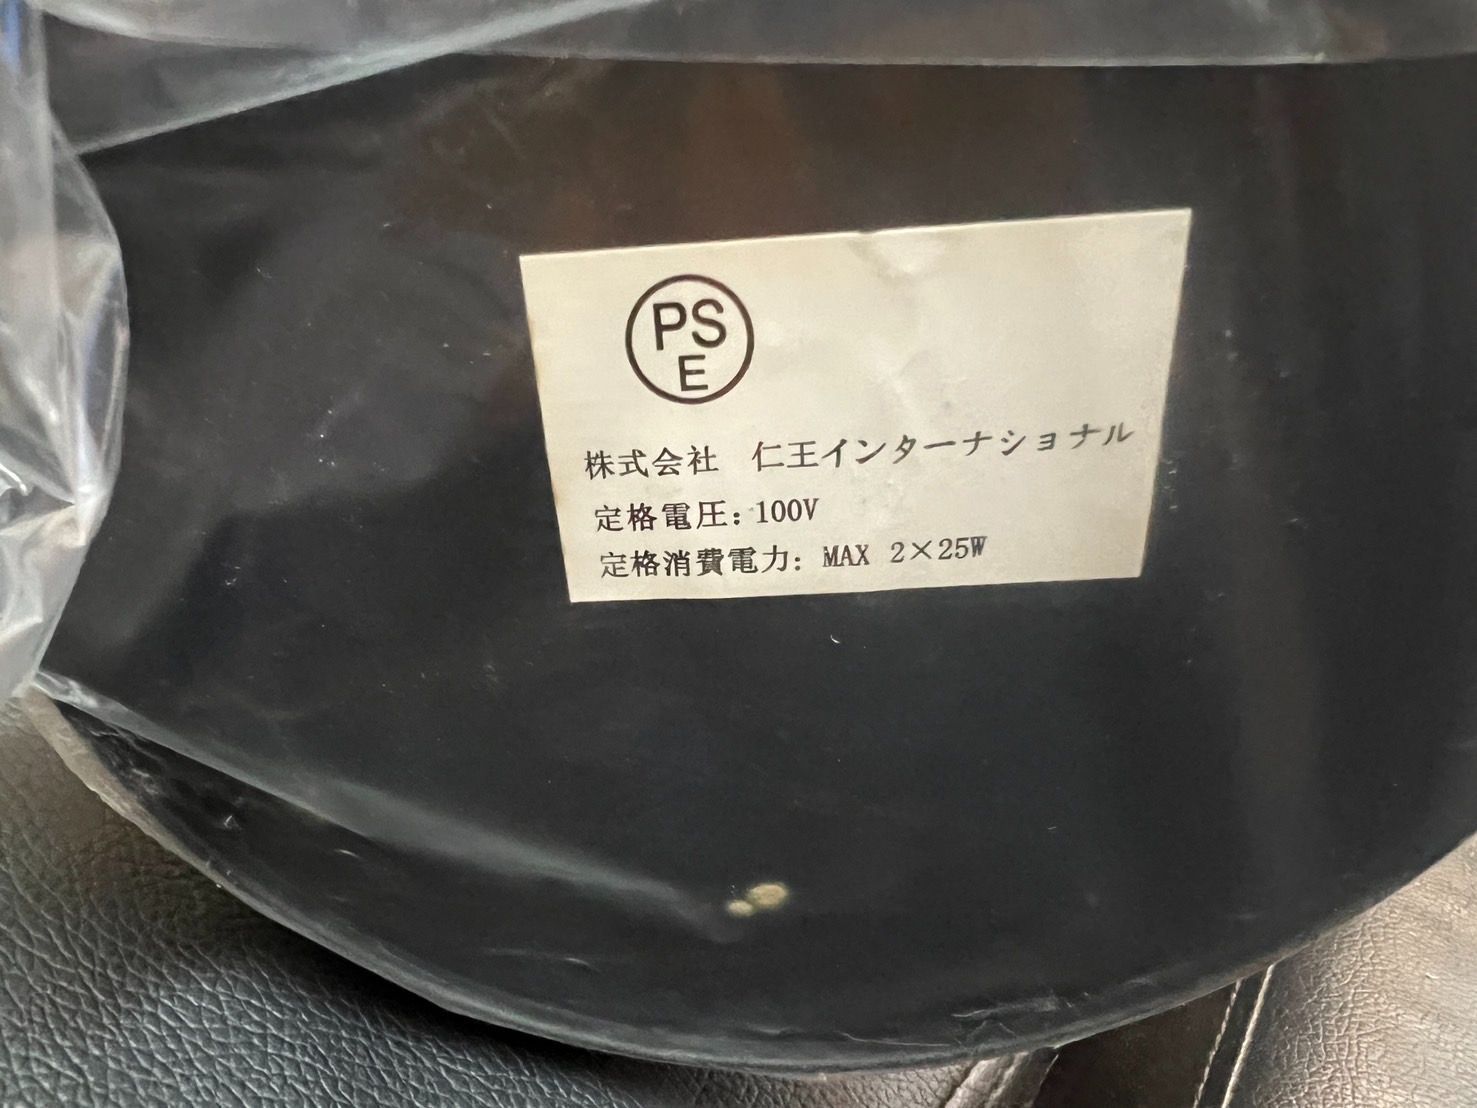 PS
E
株式会社　仁王インターナショナル
定格電圧：100V
定格消費電力：MAX 2×25W